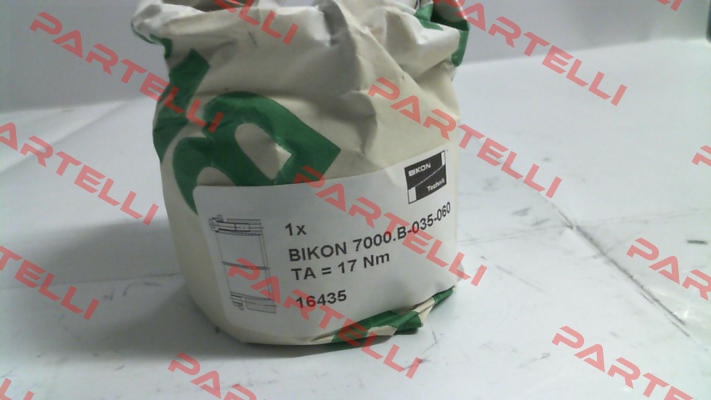 PARTELLI
BIKON
Technik
1x
BIKON 7000.B-035-060
TA = 17 Nm
16435